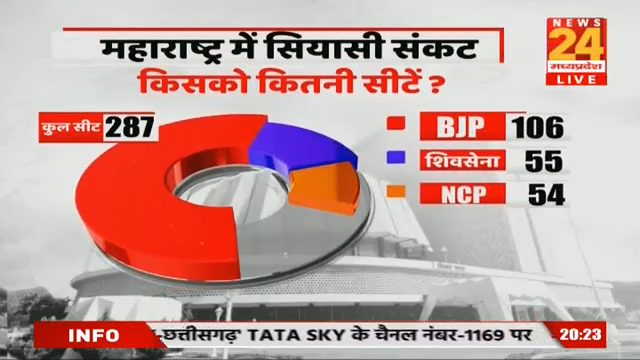 महाराष्ट्र में सियासी संकट
किसको कितनी सीटें ?
NEWS
24
मध्यप्रदेश
LIVE
कुल सीट 287
BJP 106
शिवसेना 55
NCP 54
INFO
-छत्तीसगढ़' TATA SKY के चैनल नंबर-1169 पर
20:23